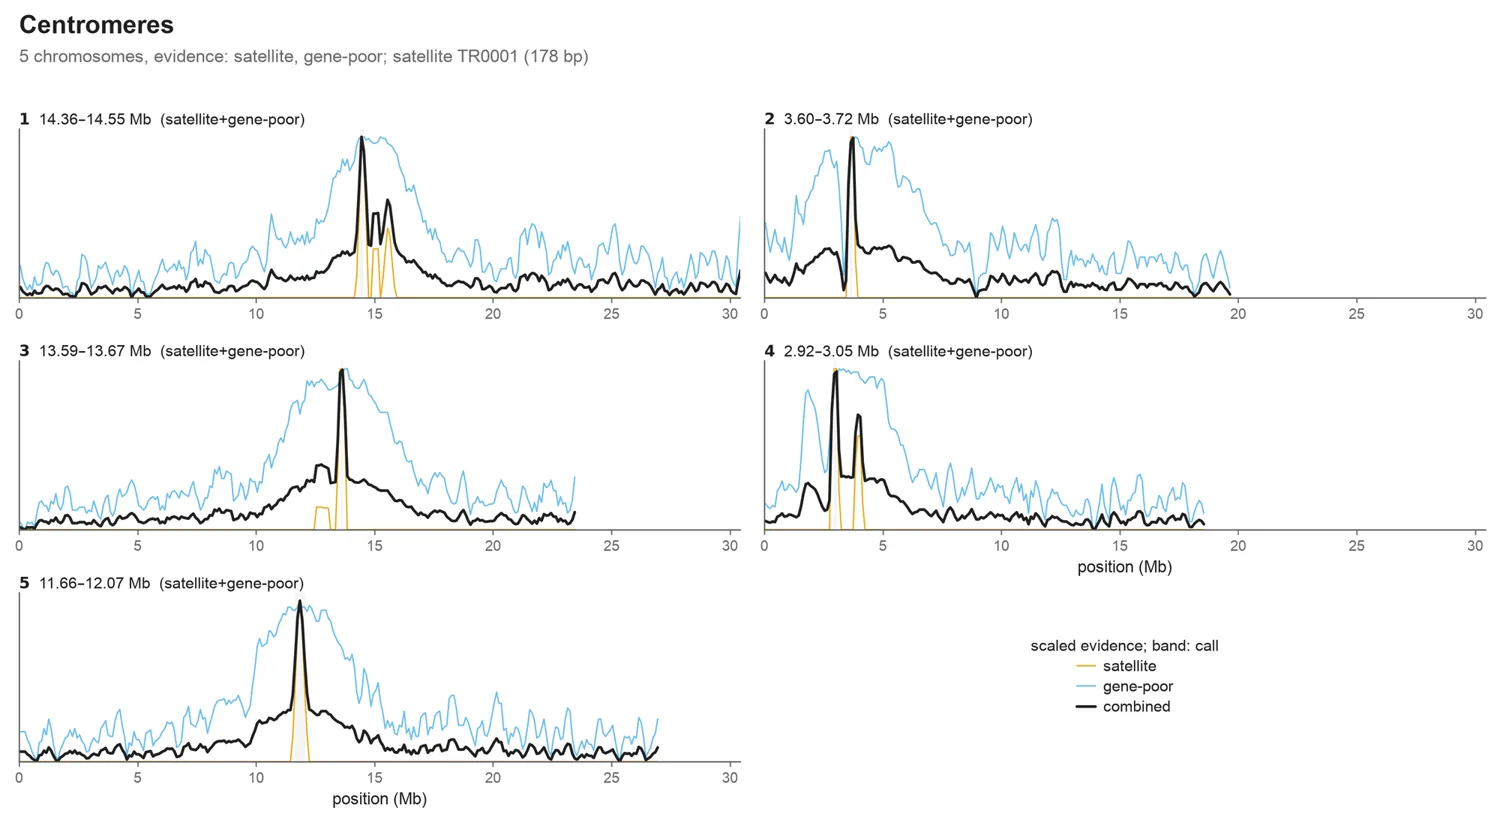 Centromeres
5 chromosomes, evidence: satellite, gene-poor; satellite TR0001 (178 bp)
1 14.36–14.55 Mb (satellite+gene-poor)
0 5 10 15 20 25 30
2 3.60–3.72 Mb (satellite+gene-poor)
0 5 10 15 20 25 30
3 13.59–13.67 Mb (satellite+gene-poor)
0 5 10 15 20 25 30
4 2.92–3.05 Mb (satellite+gene-poor)
0 5 10 15 20 25 30
position (Mb)
5 11.66–12.07 Mb (satellite+gene-poor)
0 5 10 15 20 25 30
position (Mb)
scaled evidence; band: call
satellite
gene-poor
combined